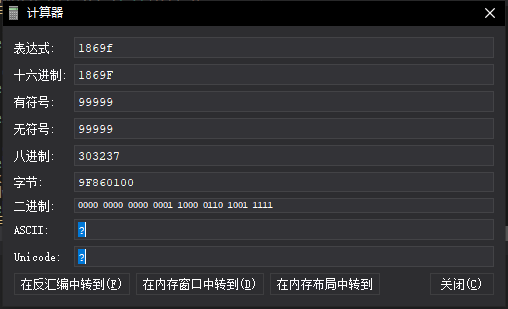 计算器
表达式: 1869f
十六进制: 1869F
有符号: 99999
无符号: 99999
八进制: 303237
字节: 9F860100
二进制: 0000 0000 0000 0001 1000 0110 1001 1111
ASCII: ?
Unicode: ?
在反汇编中转到(F) 在内存窗口中转到(D) 在内存布局中转到 关闭(C)